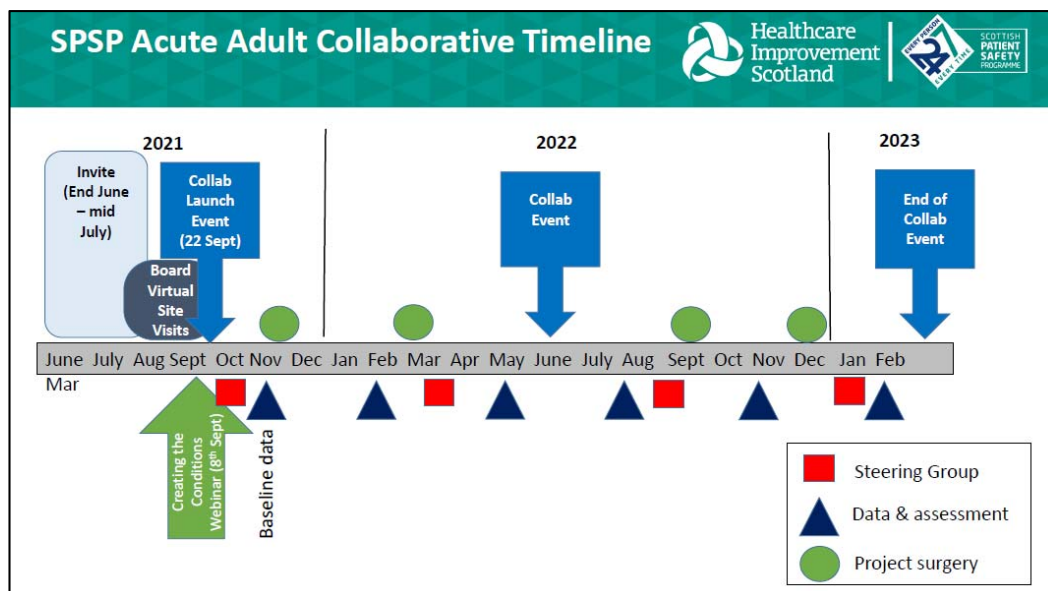 SPSP Acute Adult Collaborative Timeline
Healthcare
Improvement
Scotland
EVERY PERSON
24/7
EVERY TIME
SCOTTISH
PATIENT
SAFETY
PROGRAMME
2021
2022
2023
Invite
(End June
– mid
July)
Collab
Launch
Event
(22 Sept)
Collab
Event
End of
Collab
Event
Board
Virtual
Site
Visits
June July Aug Sept Oct Nov Dec Jan Feb Mar Apr May June July Aug Sept Oct Nov Dec Jan Feb
Mar
Creating the
Conditions
Webinar (8th Sept)
Baseline data
Steering Group
Data & assessment
Project surgery